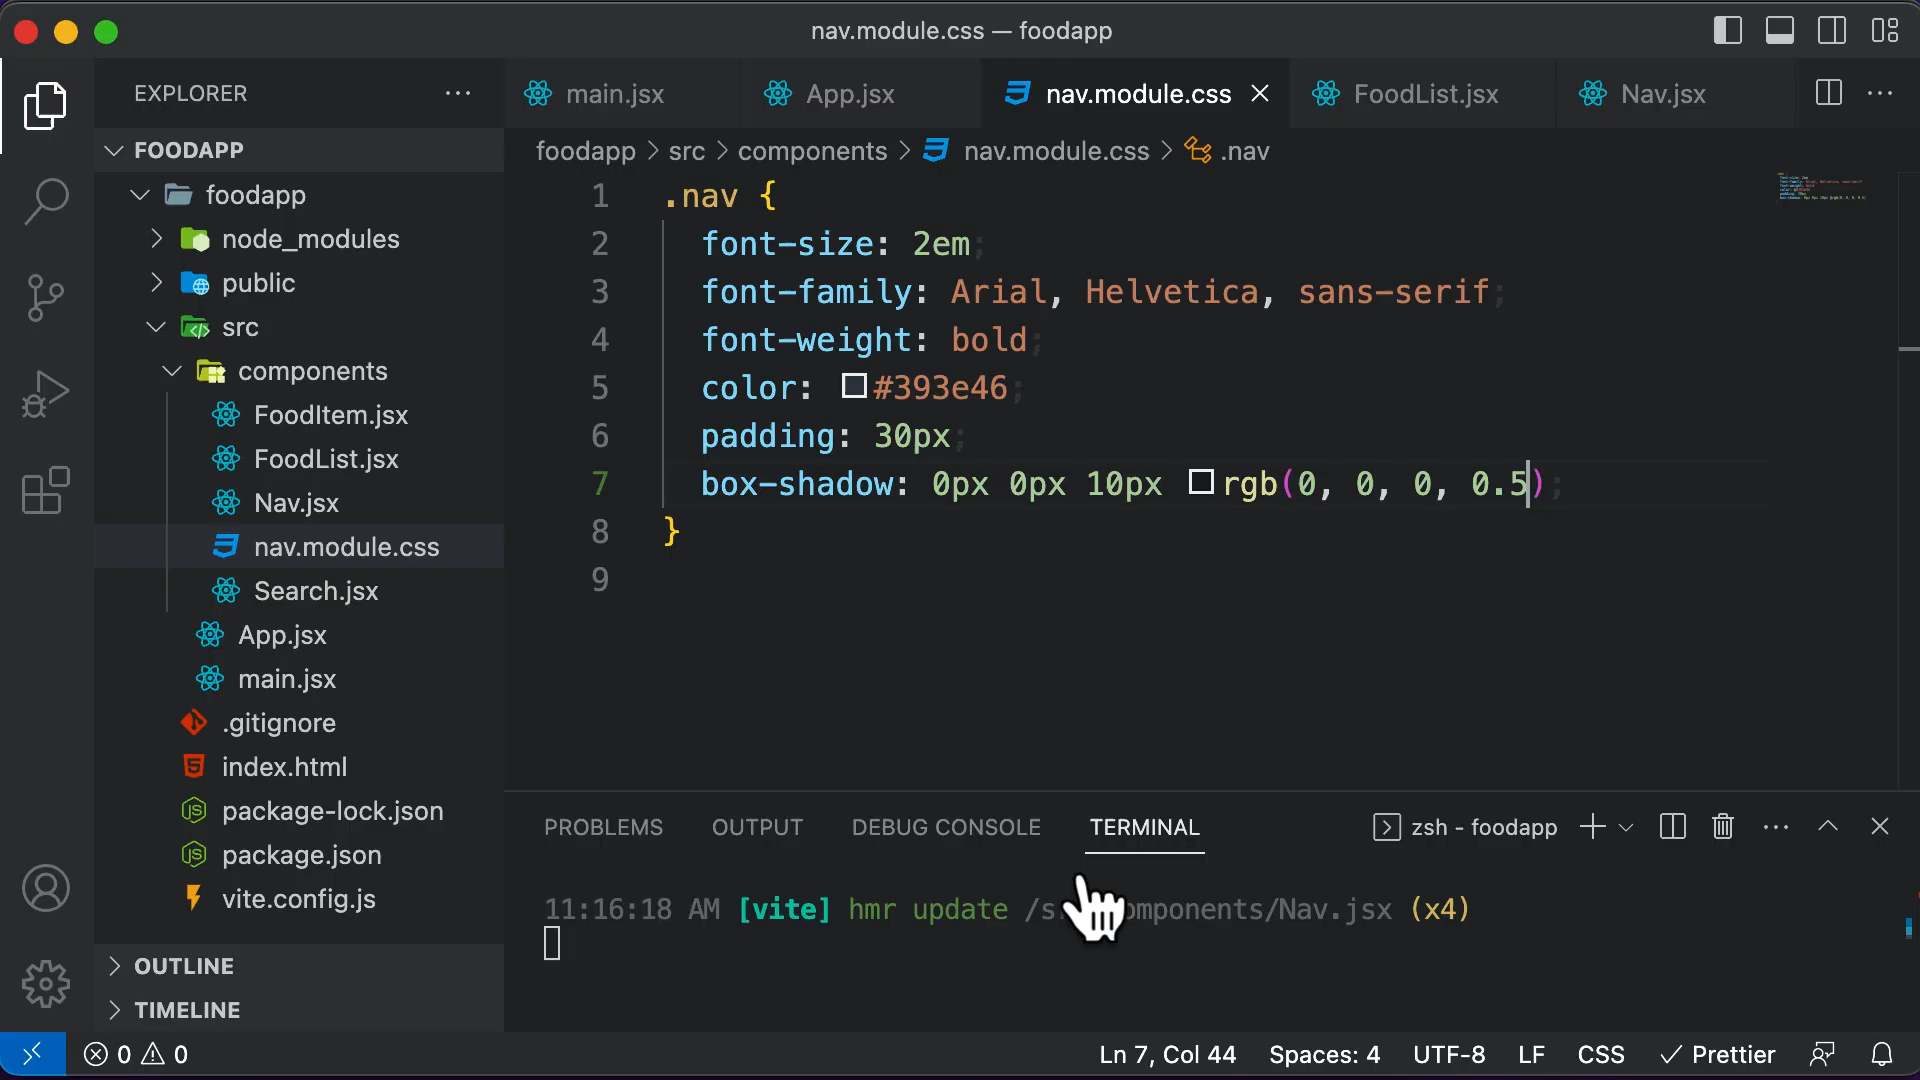 nav.module.css — foodapp
EXPLORER
main.jsx
App.jsx
nav.module.css
FoodList.jsx
Nav.jsx
FOODAPP
foodapp
node_modules
public
src
components
FoodItem.jsx
FoodList.jsx
Nav.jsx
nav.module.css
Search.jsx
App.jsx
main.jsx
.gitignore
index.html
package-lock.json
package.json
vite.config.js
OUTLINE
TIMELINE
foodapp > src > components > nav.module.css > .nav
1 .nav {
2 font-size: 2em;
3 font-family: Arial, Helvetica, sans-serif;
4 font-weight: bold;
5 color: #393e46;
6 padding: 30px;
7 box-shadow: 0px 0px 10px rgb(0, 0, 0, 0.5);
8 }
9
PROBLEMS OUTPUT DEBUG CONSOLE TERMINAL
zsh - foodapp
11:16:18 AM [vite] hmr update /s omponents/Nav.jsx (x4)
0 0
Ln 7, Col 44 Spaces: 4 UTF-8 LF CSS Prettier